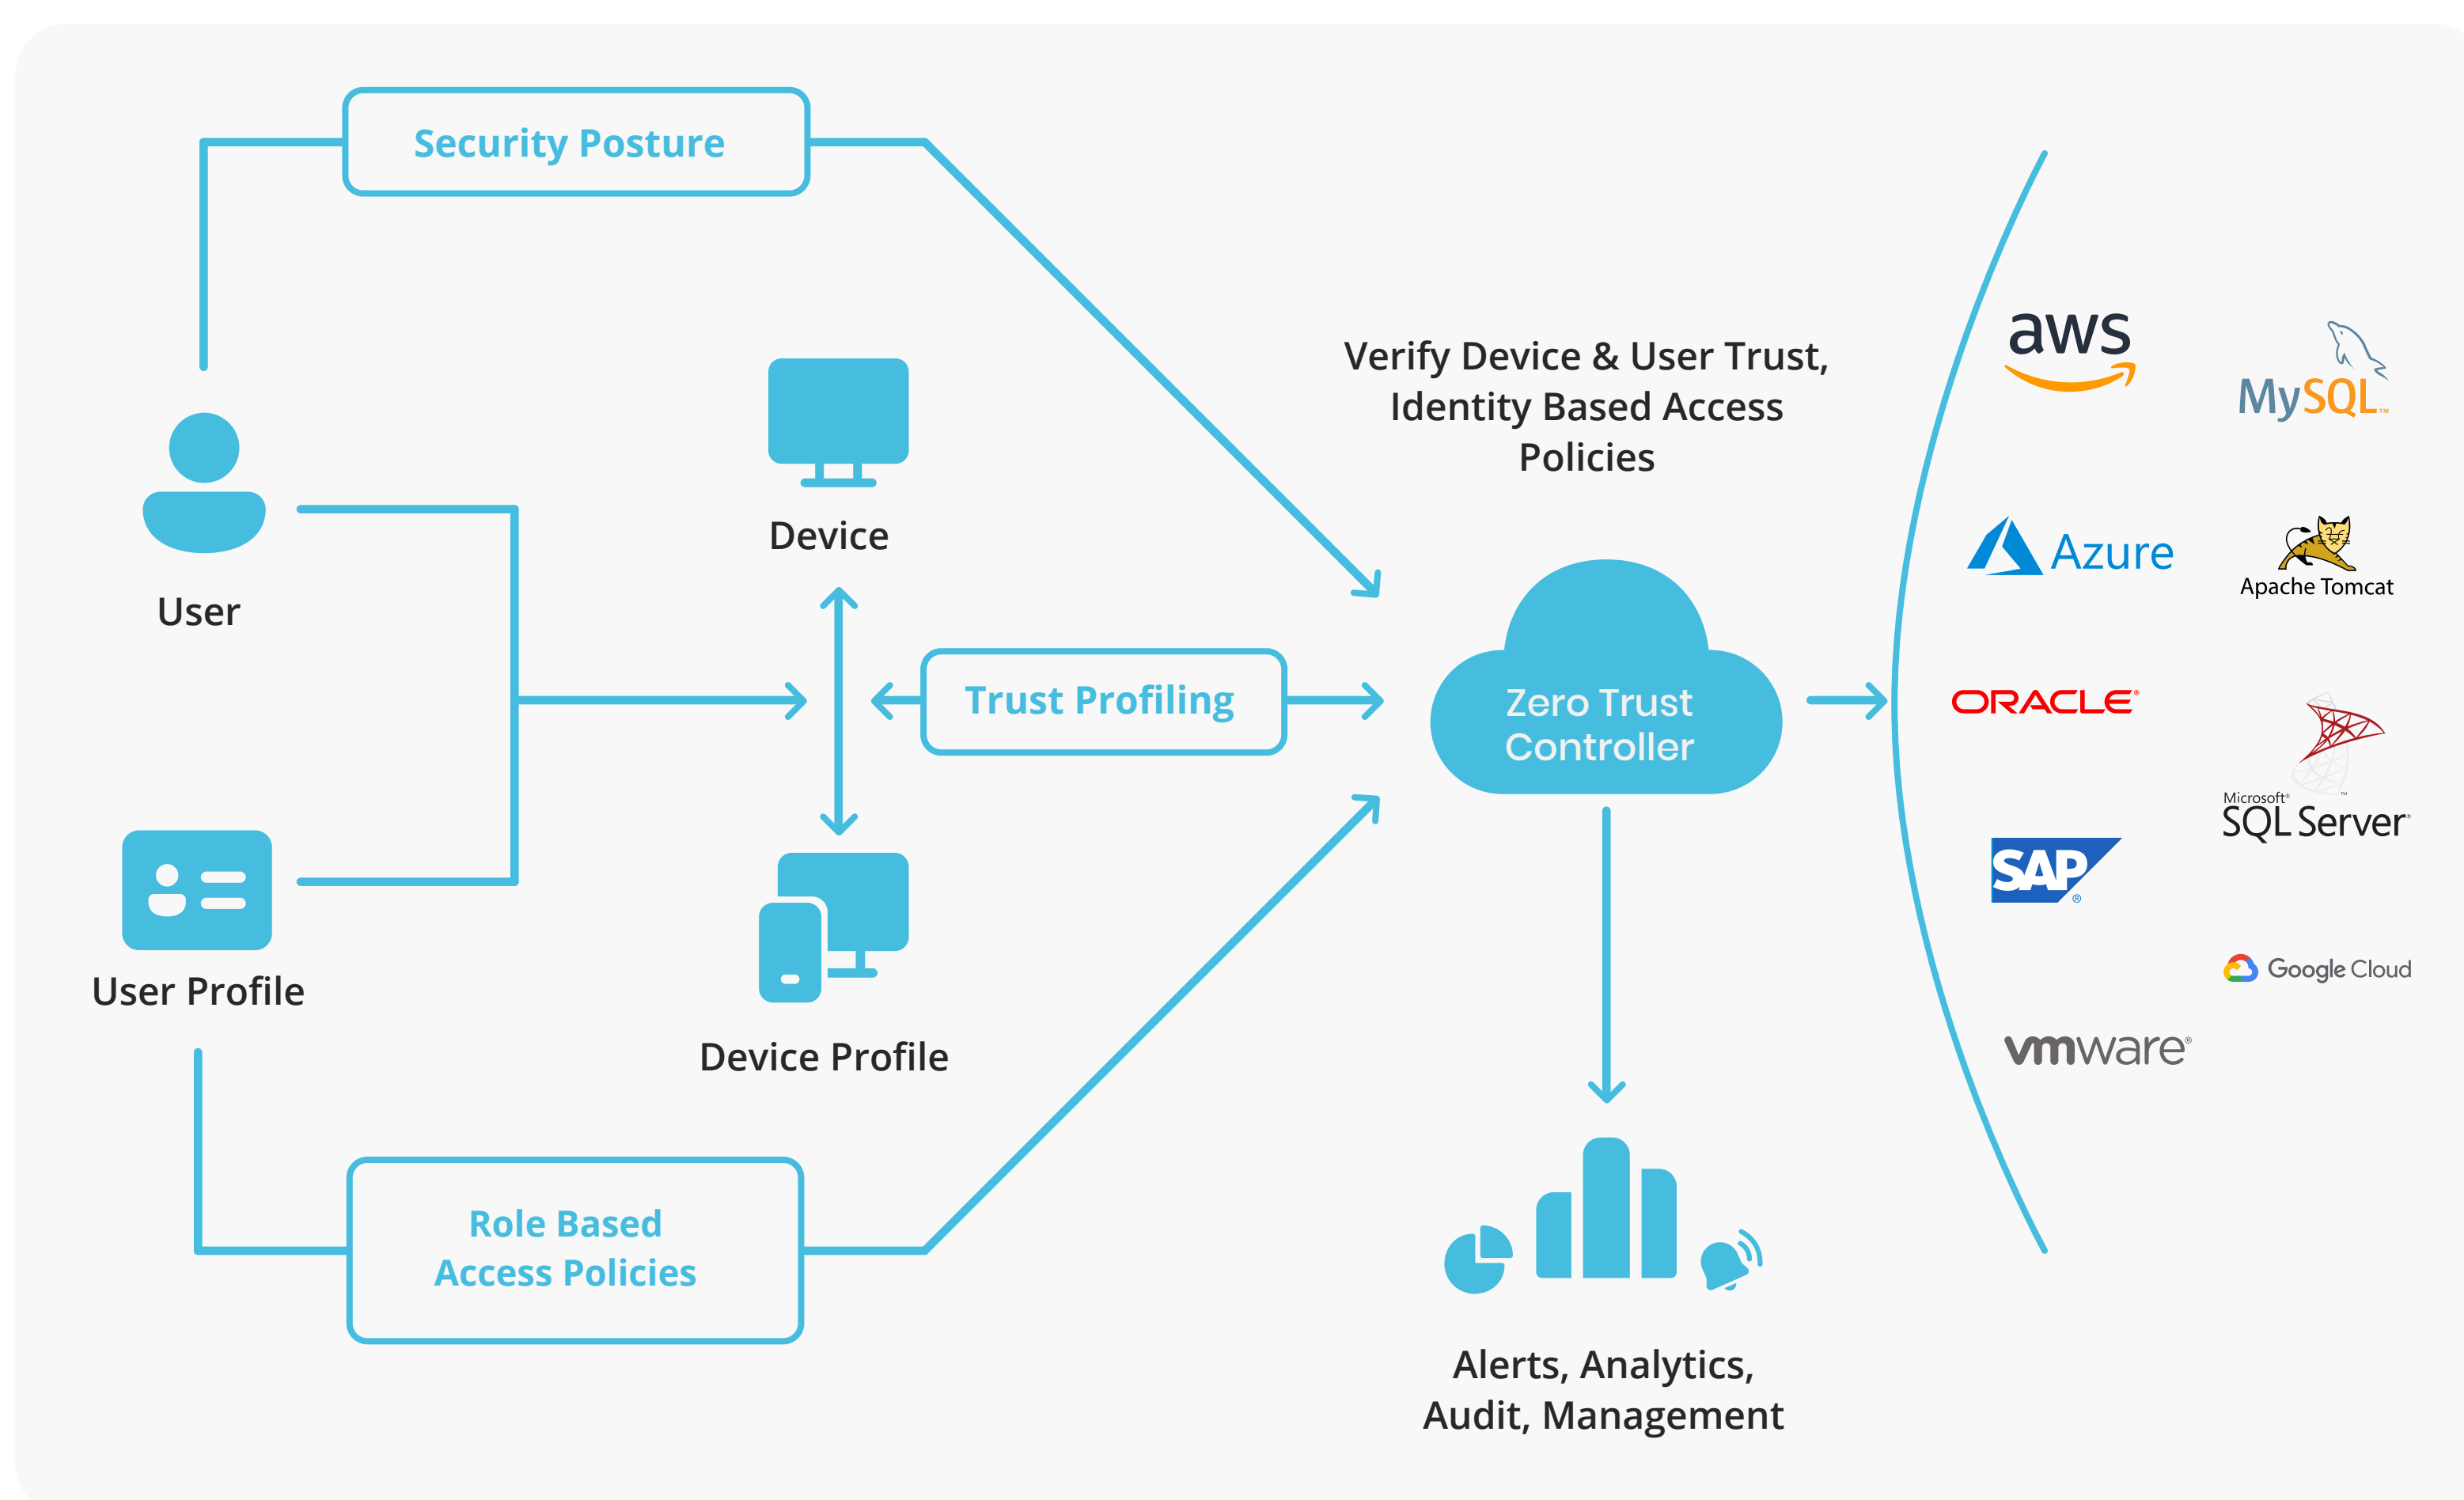 Security Posture
Verify Device & User Trust,
Identity Based Access
Policies
Device
User
Trust Profiling
Zero Trust
Controller
User Profile
Device Profile
Role Based
Access Policies
Alerts, Analytics,
Audit, Management
aws
MySQL™
Azure
Apache Tomcat
ORACLE®
™
Microsoft®
SQL Server®
SAP
®
Google Cloud
vmware®